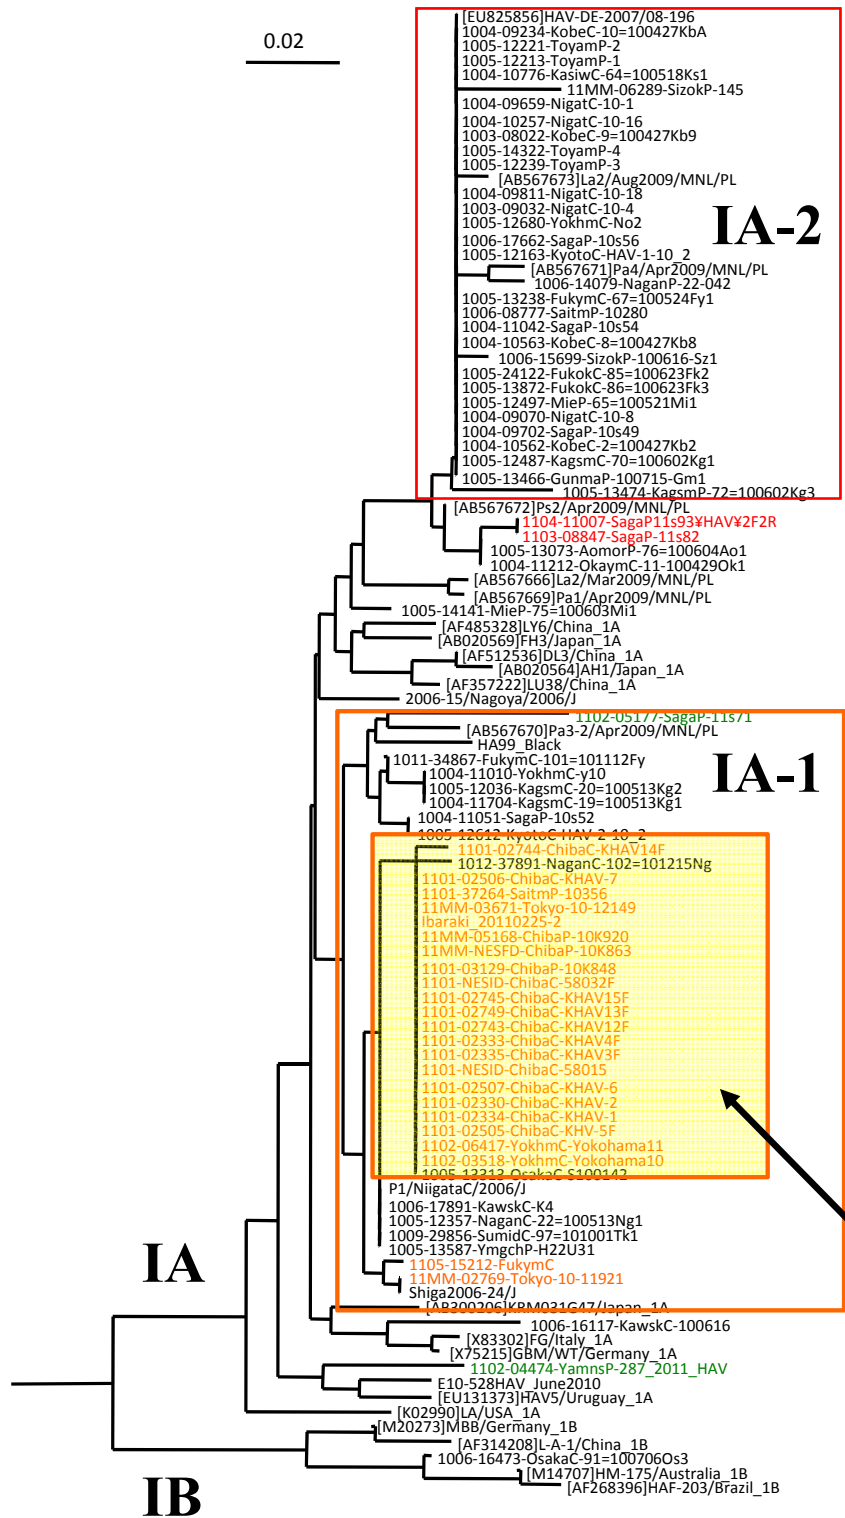 0.02
[EU825856]HAV-DE-2007/08-196
1004-09234-KobeC-10=100427KbA
1005-12221-ToyamP-2
1005-12213-ToyamP-1
1004-10776-KasiwC-64=100518Ks1
11MM-06289-SizokP-145
1004-09659-NigatC-10-1
1004-10257-NigatC-10-16
1003-08022-KobeC-9=100427Kb9
1005-14322-ToyamP-4
1005-12239-ToyamP-3
[AB567673]La2/Aug2009/MNL/PL
1004-09811-NigatC-10-18
1003-09032-NigatC-10-4
1005-12680-YokhmC-No2
IA-2
1006-17662-SagaP-10s56
1005-12163-KyotoC-HAV-1-10_2
[AB567671]Pa4/Apr2009/MNL/PL
1006-14079-NaganP-22-042
1005-13238-FukymC-67=100524Fy1
1006-08777-SaitmP-10280
1004-11042-SagaP-10s54
1004-10563-KobeC-8=100427Kb8
1006-15699-SizokP-100616-Sz1
1005-24122-FukokC-85=100623Fk2
1005-13872-FukokC-86=100623Fk3
1005-12497-MieP-65=100521Mi1
1004-09070-NigatC-10-8
1004-09702-SagaP-10s49
1004-10562-KobeC-2=100427Kb2
1005-12487-KagsmC-70=100602Kg1
1005-13466-GunmaP-100715-Gm1
1005-13474-KagsmP-72=100602Kg3
[AB567672]Ps2/Apr2009/MNL/PL
1104-11007-SagaP11s93¥HAV¥2F2R
1103-08847-SagaP-11s82
1005-13073-AomorP-76=100604Ao1
1004-11212-OkaymC-11-100429Ok1
[AB567666]La2/Mar2009/MNL/PL
[AB567669]Pa1/Apr2009/MNL/PL
1005-14141-MieP-75=100603Mi1
[AF485328]LY6/China_1A
[AB020569]FH3/Japan_1A
[AF512536]DL3/China_1A
[AB020564]AH1/Japan_1A
[AF357222]LU38/China_1A
2006-15/Nagoya/2006/J
1102-05177-SagaP-11s71
[AB567670]Pa3-2/Apr2009/MNL/PL
HA99_Black
1011-34867-FukymC-101=101112Fy
IA-1
1004-11010-YokhmC-y10
1005-12036-KagsmC-20=100513Kg2
1004-11704-KagsmC-19=100513Kg1
1004-11051-SagaP-10s52
1005-12612-KyotoC-HAV-2-10_2
1101-02744-ChibaC-KHAV14F
1012-37891-NaganC-102=101215Ng
1101-02506-ChibaC-KHAV-7
1101-37264-SaitmP-10356
11MM-03671-Tokyo-10-12149
Ibaraki_20110225-2
11MM-05168-ChibaP-10K920
11MM-NESFD-ChibaP-10K863
1101-03129-ChibaP-10K848
1101-NESID-ChibaC-58032F
1101-02745-ChibaC-KHAV15F
1101-02749-ChibaC-KHAV13F
1101-02743-ChibaC-KHAV12F
1101-02333-ChibaC-KHAV4F
1101-02335-ChibaC-KHAV3F
1101-NESID-ChibaC-58015
1101-02507-ChibaC-KHAV-6
1101-02330-ChibaC-KHAV-2
1101-02334-ChibaC-KHAV-1
1101-02505-ChibaC-KHV-5F
1102-06417-YokhmC-Yokohama11
1102-03518-YokhmC-Yokohama10
1005-13313-OsakaC-S100142
P1/NiigataC/2006/J
1006-17891-KawskC-K4
1005-12357-NaganC-22=100513Ng1
1009-29856-SumidC-97=101001Tk1
1005-13587-YmgchP-H22U31
IA
1105-15212-FukymC
11MM-02769-Tokyo-10-11921
Shiga2006-24/J
[AB300206]KRM031G47/Japan_1A
1006-16117-KawskC-100616
[X83302]FG/Italy_1A
[X75215]GBM/WT/Germany_1A
1102-04474-YamnsP-287_2011_HAV
E10-528HAV_June2010
[EU131373]HAV5/Uruguay_1A
[K02990]LA/USA_1A
[M20273]MBB/Germany_1B
[AF314208]L-A-1/China_1B
1006-16473-OsakaC-91=100706Os3
[M14707]HM-175/Australia_1B
[AF268396]HAF-203/Brazil_1B
IB